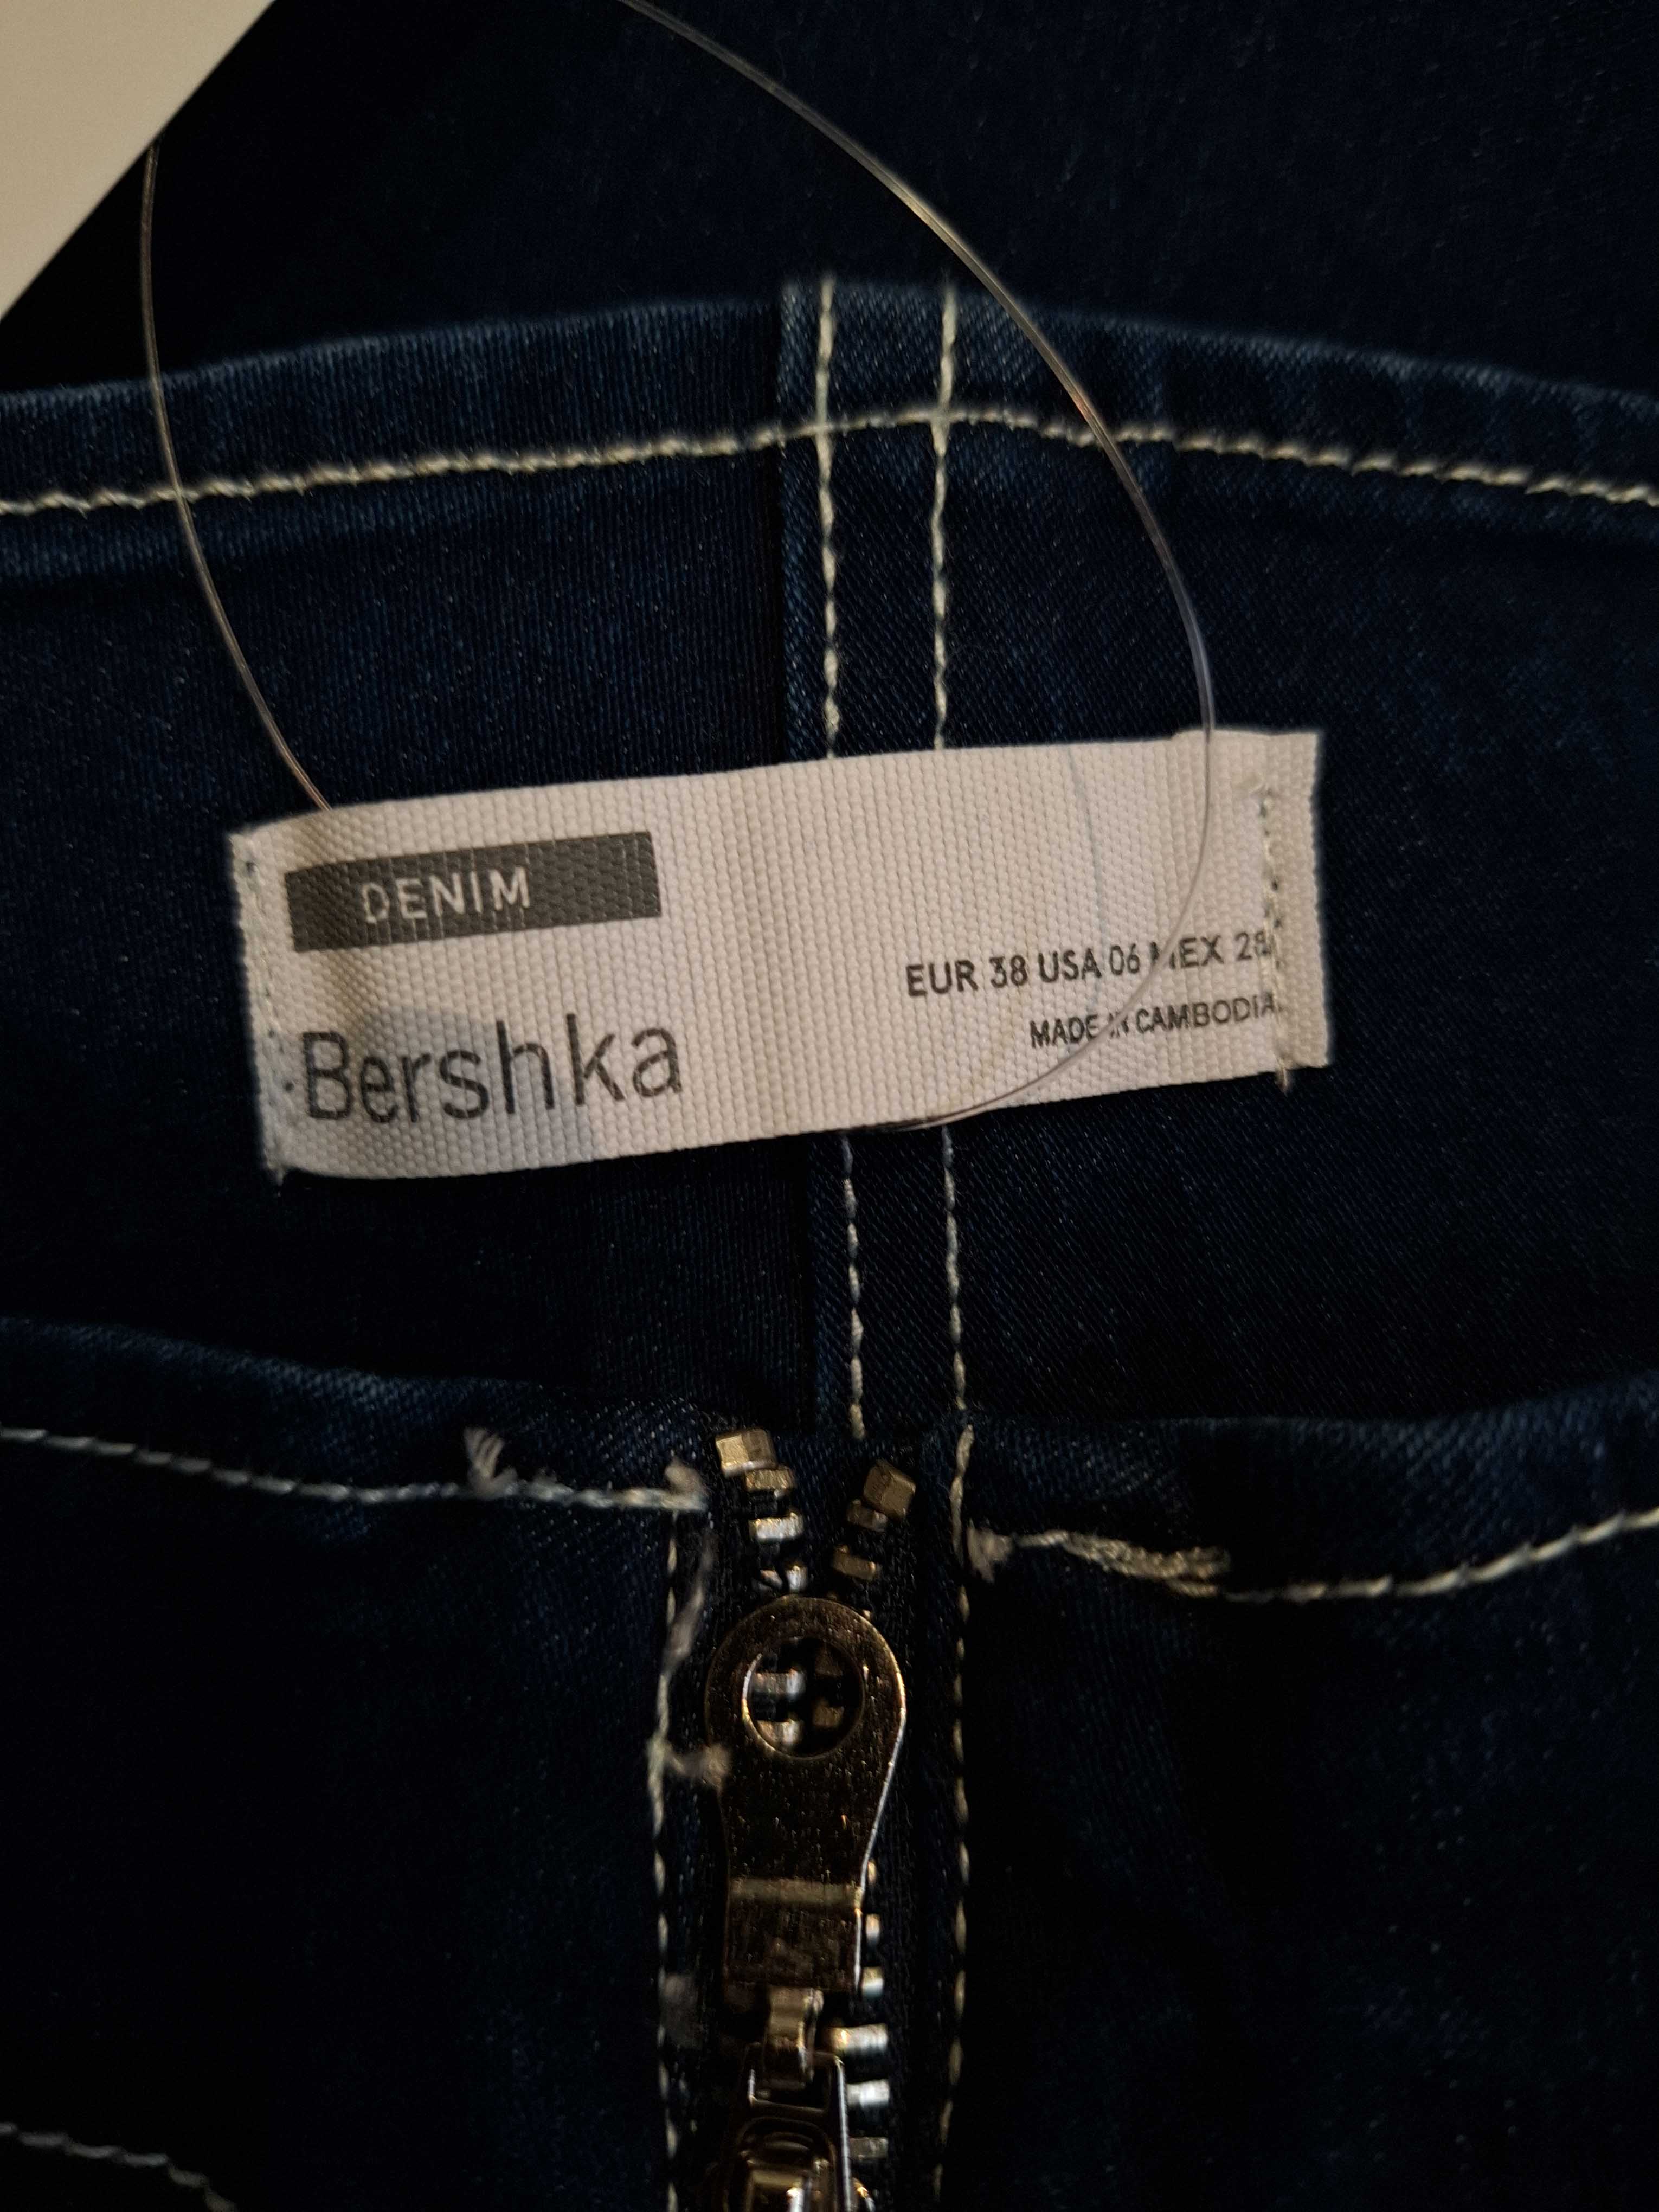 DENIM
EUR 38 USA 06 MEX 28
MADE IN CAMBODIA
Bershka